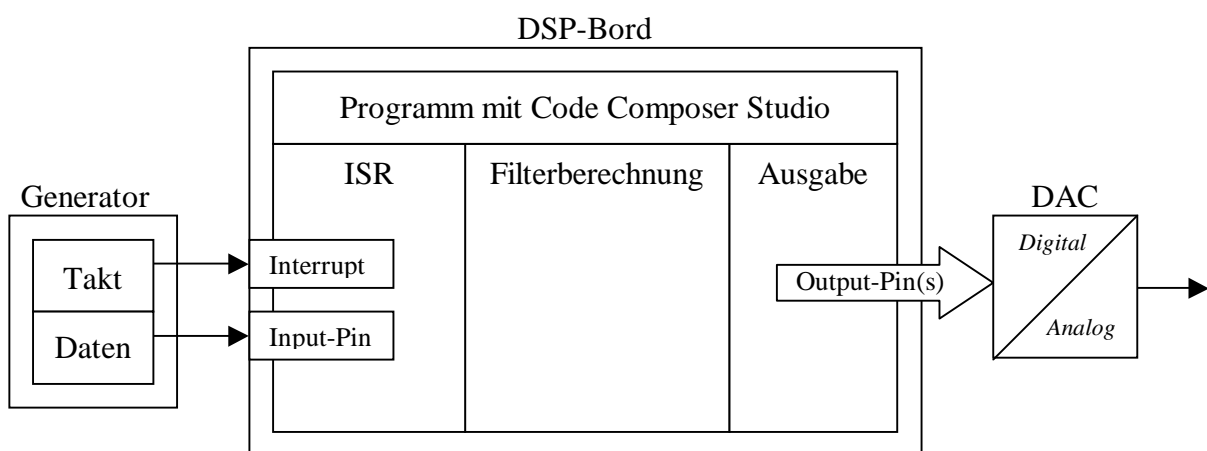 DSP-Bord
Programm mit Code Composer Studio
ISR
Filterberechnung
Ausgabe
Generator
Takt
Daten
Interrupt
Input-Pin
Output-Pin(s)
DAC
Digital
Analog